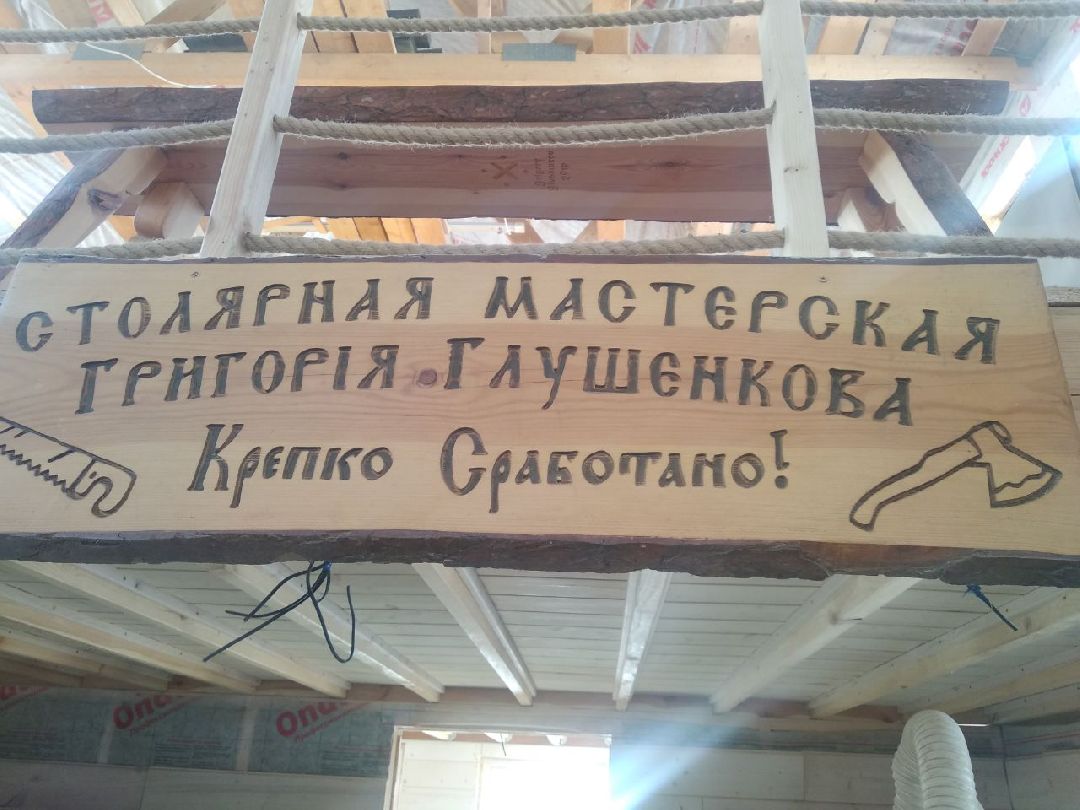 СТОЛЯРНАЯ МАСТЕРСКАЯ
ГРИГОРІЯ ГЛУШЕНКОВА
Крепко Сработано!